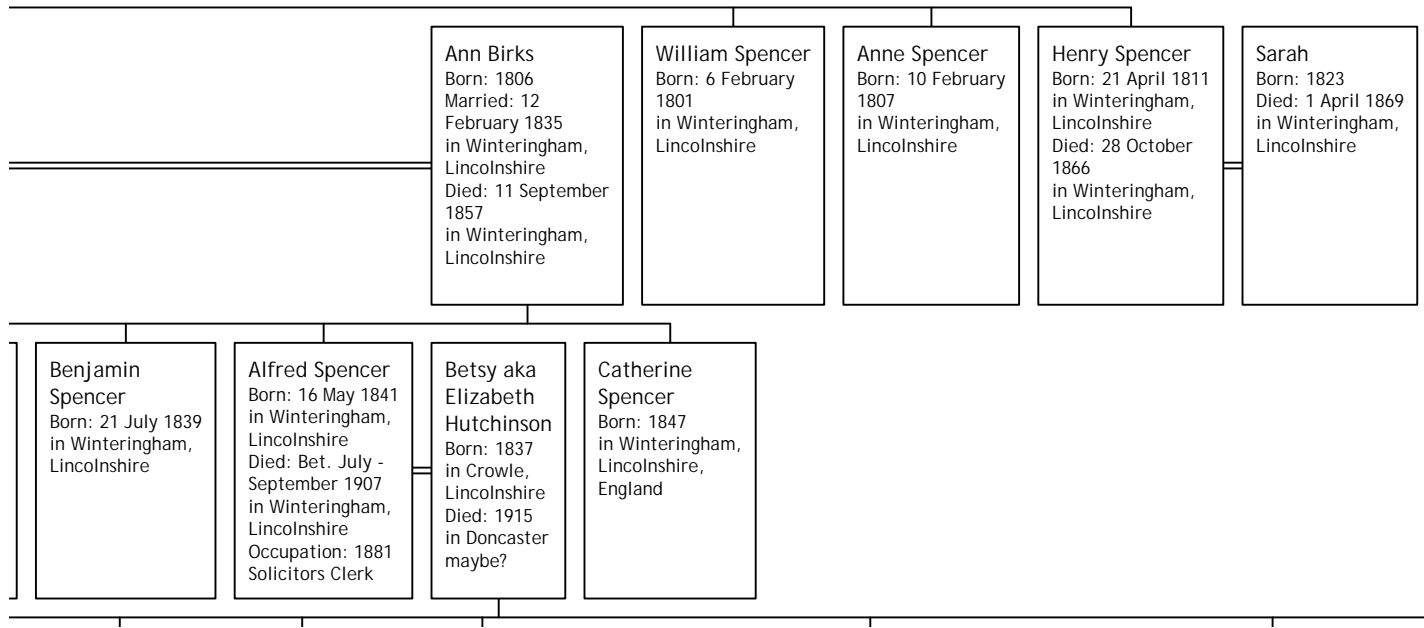 Ann Birks
Born: 1806
Married: 12
February 1835
in Winteringham,
Lincolnshire
Died: 11 September
1857
in Winteringham,
Lincolnshire
William Spencer
Born: 6 February
1801
in Winteringham,
Lincolnshire
Anne Spencer
Born: 10 February
1807
in Winteringham,
Lincolnshire
Henry Spencer
Born: 21 April 1811
in Winteringham,
Lincolnshire
Died: 28 October
1866
in Winteringham,
Lincolnshire
Sarah
Born: 1823
Died: 1 April 1869
in Winteringham,
Lincolnshire
Benjamin
Spencer
Born: 21 July 1839
in Winteringham,
Lincolnshire
Alfred Spencer
Born: 16 May 1841
in Winteringham,
Lincolnshire
Died: Bet. July -
September 1907
in Winteringham,
Lincolnshire
Occupation: 1881
Solicitors Clerk
Betsy aka
Elizabeth
Hutchinson
Born: 1837
in Crowle,
Lincolnshire
Died: 1915
in Doncaster
maybe?
Catherine
Spencer
Born: 1847
in Winteringham,
Lincolnshire,
England